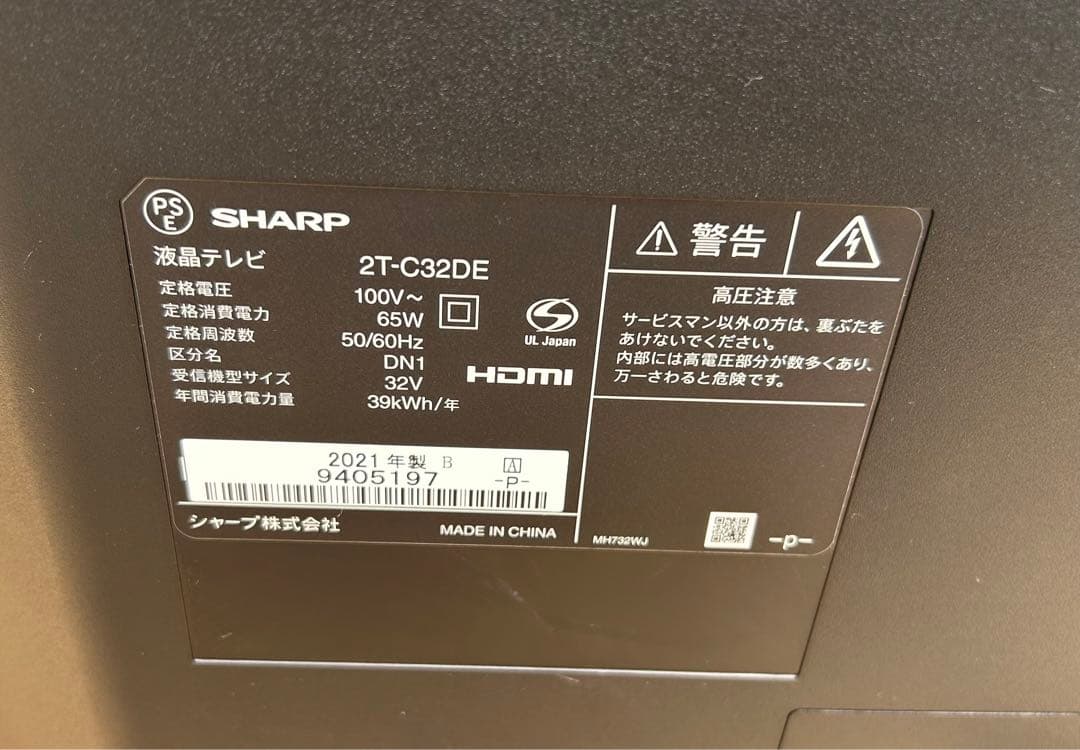 PSE SHARP
液晶テレビ 2T-C32DE
定格電圧 100V～
定格消費電力 65W
定格周波数 50/60Hz
区分名 DN1
受信機型サイズ 32V
年間消費電力量 39kWh/年
UL Japan
HDMI
2021 年製 B A
9405197 -P-
シャープ株式会社 MADE IN CHINA
警告
高圧注意
サービスマン以外の方は、裏ぶたを
あけないでください。
内部には高電圧部分が数多くあり、
万一さわると危険です。
MH732WJ -p-